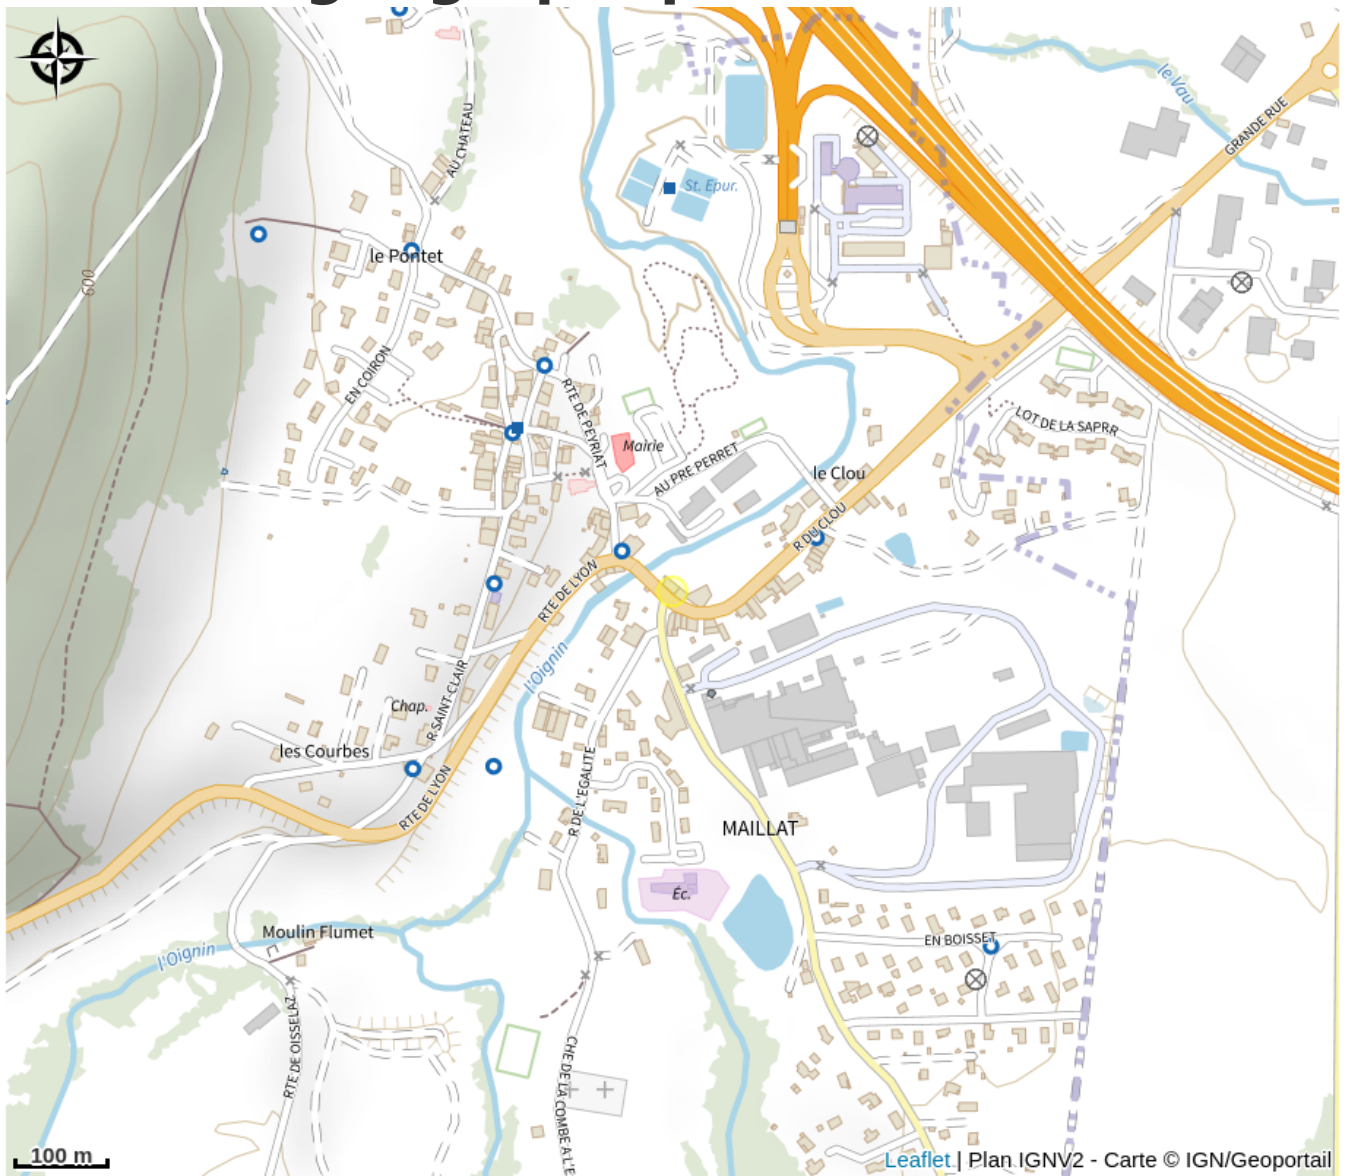 le Vau
GRANDE RUE
AU CHATEAU
St. Epur.
le Pontet
600
EN COIRON
RTE DE PEYRIAT
LOT DE LA SAPRR
Mairie
AU PRE PERRET
le Clou
R DU CLOU
RTE DE LYON
l'Oignin
R SAINT-CLAIR
Chap.
les Courbes
R DE L'EGALITE
RTE DE LYON
MAILLAT
Éc.
EN BOISSET
Moulin Flumet
l'Oignin
RTE DE OISSELAZ
CHE DE LA COMBE A L'E
100 m
Leaflet | Plan IGNV2 - Carte © IGN/Geoportail